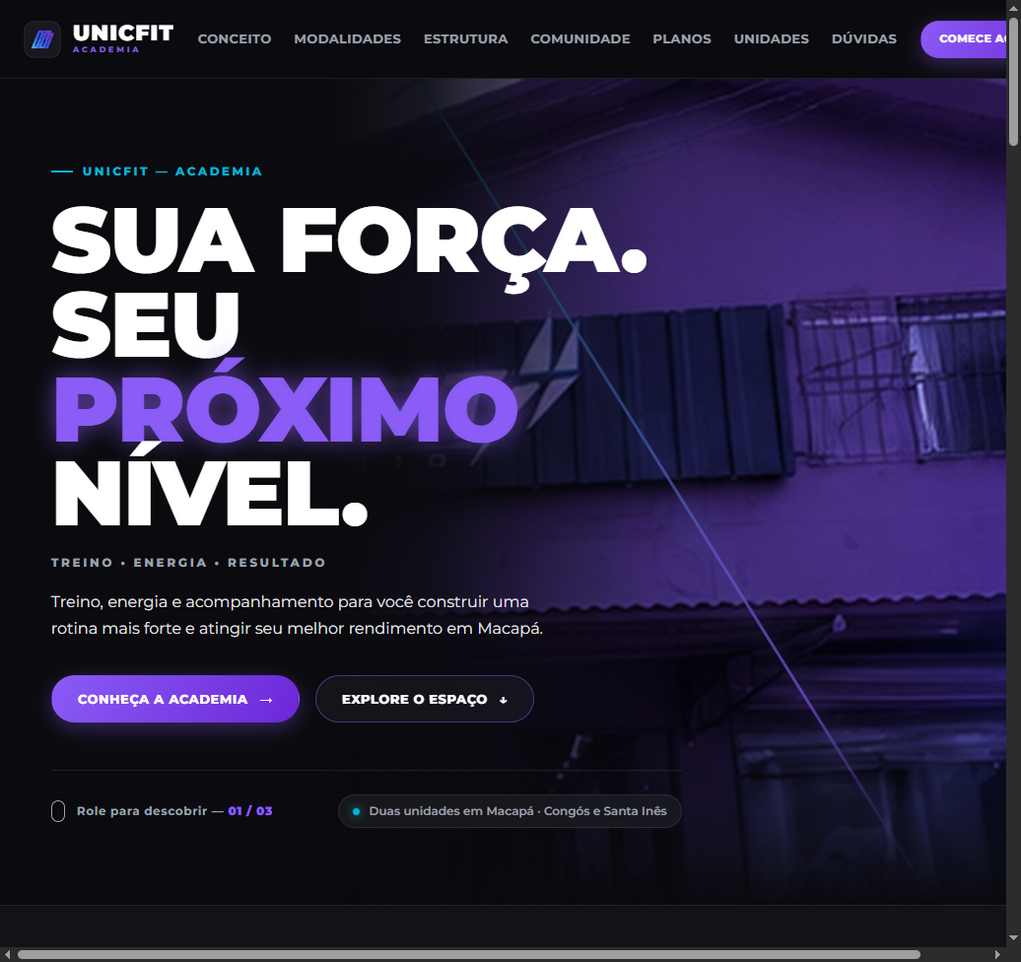 UNICFIT
ACADEMIA
CONCEITO MODALIDADES ESTRUTURA COMUNIDADE PLANOS UNIDADES DÚVIDAS COMECE
UNICFIT — ACADEMIA
SUA FORÇA.
SEU
PRÓXIMO
NÍVEL.
TREINO • ENERGIA • RESULTADO
Treino, energia e acompanhamento para você construir uma
rotina mais forte e atingir seu melhor rendimento em Macapá.
CONHEÇA A ACADEMIA →
EXPLORE O ESPAÇO ↓
Role para descobrir — 01 / 03
Duas unidades em Macapá · Congós e Santa Inês